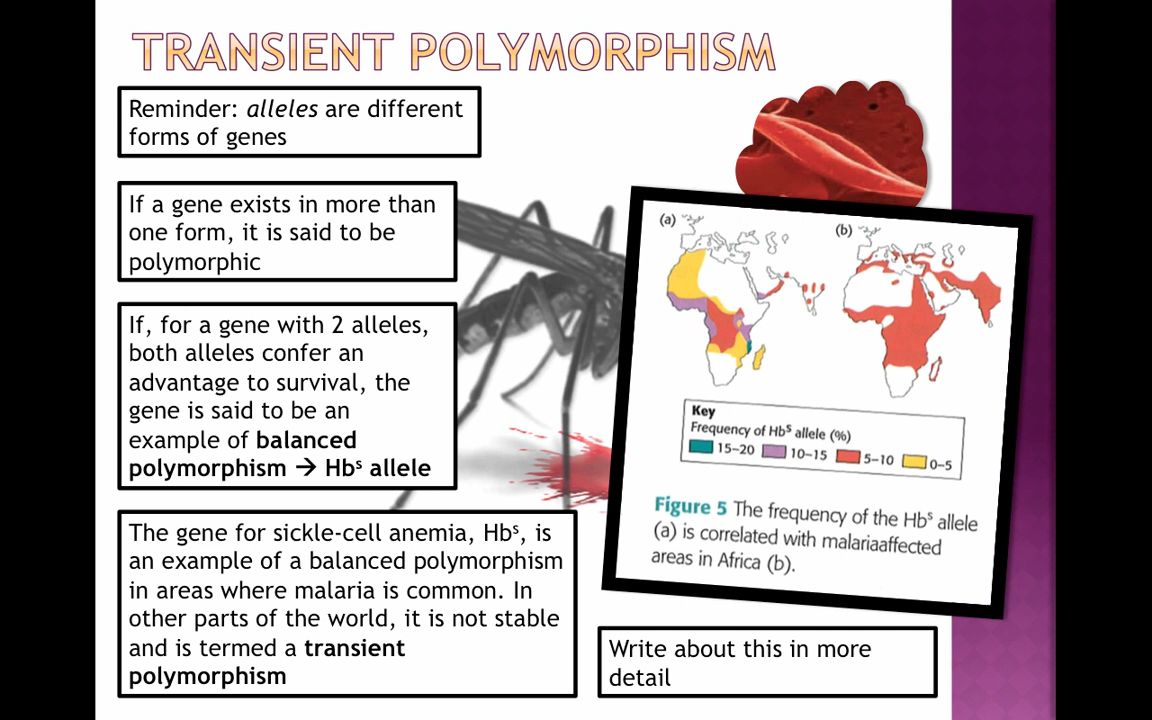 TRANSIENT POLYMORPHISM
Reminder: alleles are different
forms of genes
If a gene exists in more than
one form, it is said to be
polymorphic
If, for a gene with 2 alleles,
both alleles confer an
advantage to survival, the
gene is said to be an
example of balanced
polymorphism → Hbˢ allele
The gene for sickle-cell anemia, Hbˢ, is
an example of a balanced polymorphism
in areas where malaria is common. In
other parts of the world, it is not stable
and is termed a transient
polymorphism
(a)
(b)
Key
Frequency of Hbˢ allele (%)
15–20 10–15 5–10 0–5
Figure 5 The frequency of the Hbˢ allele
(a) is correlated with malariaaffected
areas in Africa (b).
Write about this in more
detail